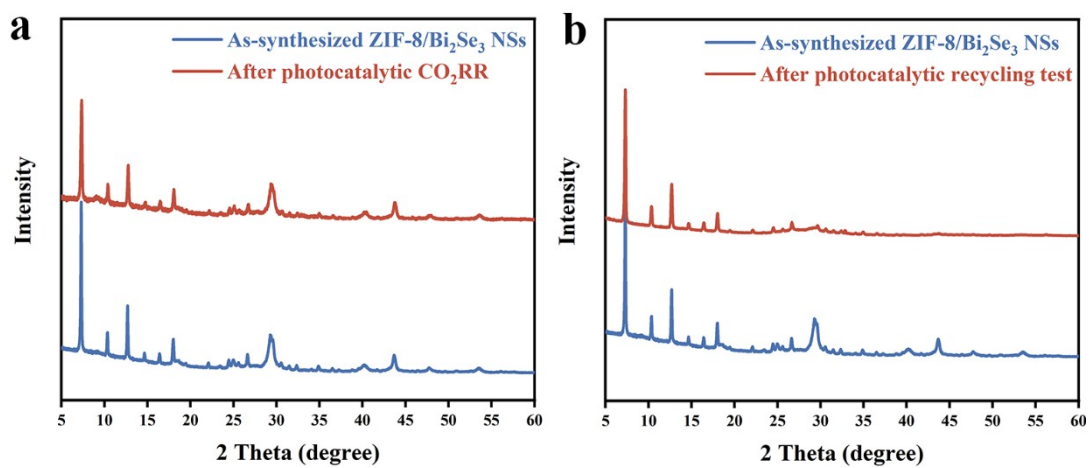 a
As-synthesized ZIF-8/Bi₂Se₃ NSs
After photocatalytic CO₂RR
Intensity
5 10 15 20 25 30 35 40 45 50 55 60
2 Theta (degree)
b
As-synthesized ZIF-8/Bi₂Se₃ NSs
After photocatalytic recycling test
Intensity
5 10 15 20 25 30 35 40 45 50 55 60
2 Theta (degree)